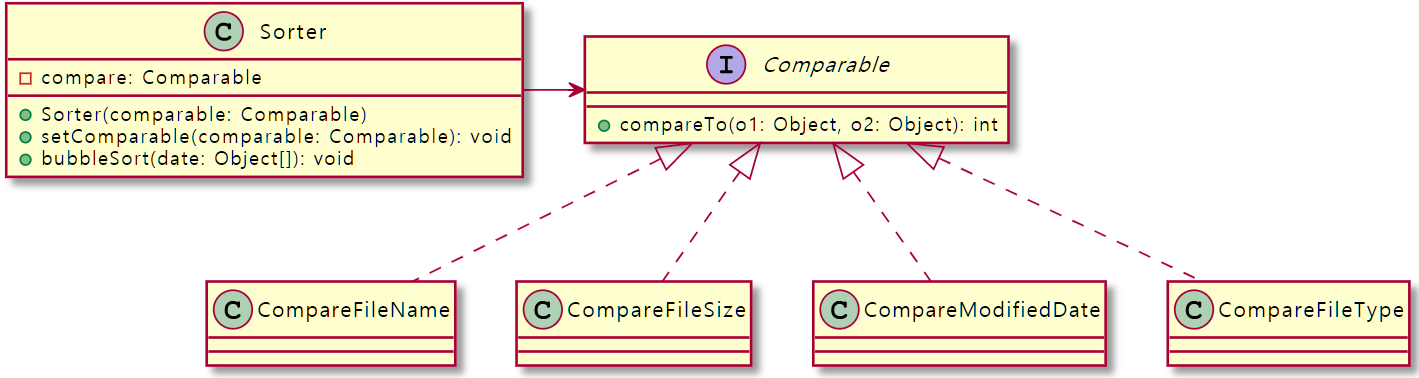 C Sorter
compare: Comparable
Sorter(comparable: Comparable)
setComparable(comparable: Comparable): void
bubbleSort(date: Object[]): void
I Comparable
compareTo(o1: Object, o2: Object): int
C CompareFileName
C CompareFileSize
C CompareModifiedDate
C CompareFileType